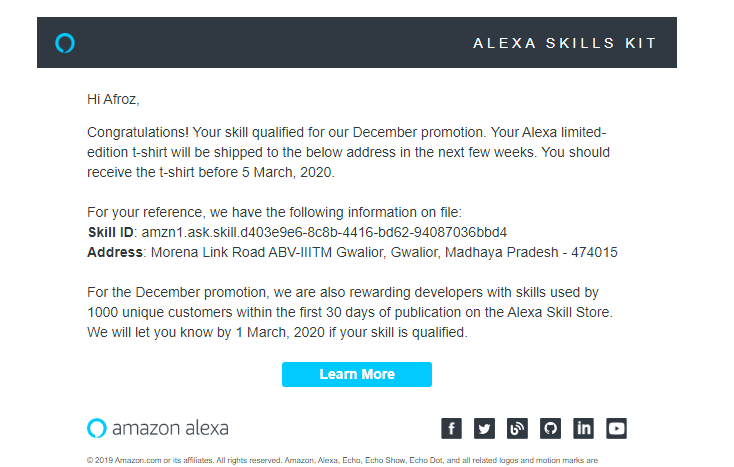 ALEXA SKILLS KIT
Hi Afroz,
Congratulations! Your skill qualified for our December promotion. Your Alexa limited-
edition t-shirt will be shipped to the below address in the next few weeks. You should
receive the t-shirt before 5 March, 2020.
For your reference, we have the following information on file:
Skill ID: amzn1.ask.skill.d403e9e6-8c8b-4416-bd62-94087036bbd4
Address: Morena Link Road ABV-IIITM Gwalior, Gwalior, Madhaya Pradesh - 474015
For the December promotion, we are also rewarding developers with skills used by
1000 unique customers within the first 30 days of publication on the Alexa Skill Store.
We will let you know by 1 March, 2020 if your skill is qualified.
Learn More
amazon alexa
© 2019 Amazon.com or its affiliates. All rights reserved. Amazon, Alexa, Echo, Echo Show, Echo Dot, and all related logos and motion marks are